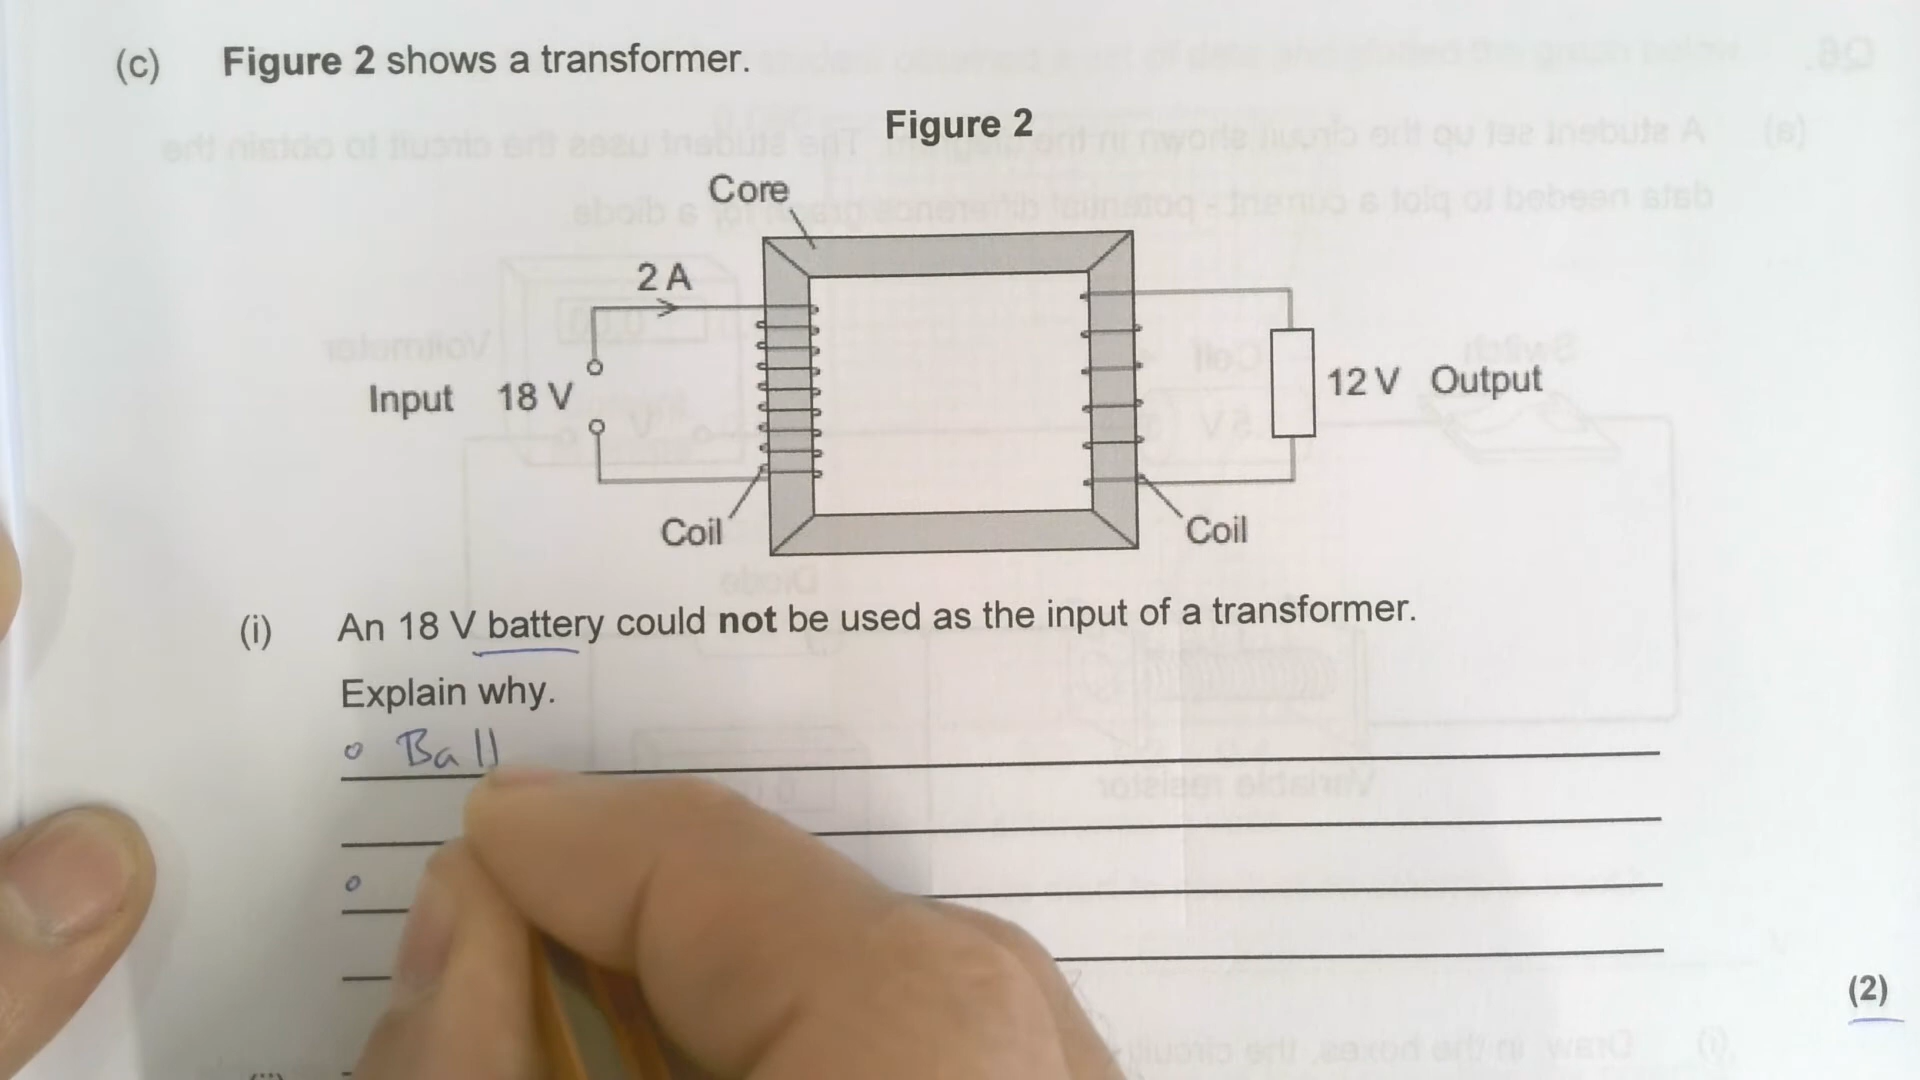 (c) Figure 2 shows a transformer.
Figure 2
Core
2 A
Input 18 V
12 V Output
Coil
Coil
(i) An 18 V battery could not be used as the input of a transformer.
Explain why.
(2)